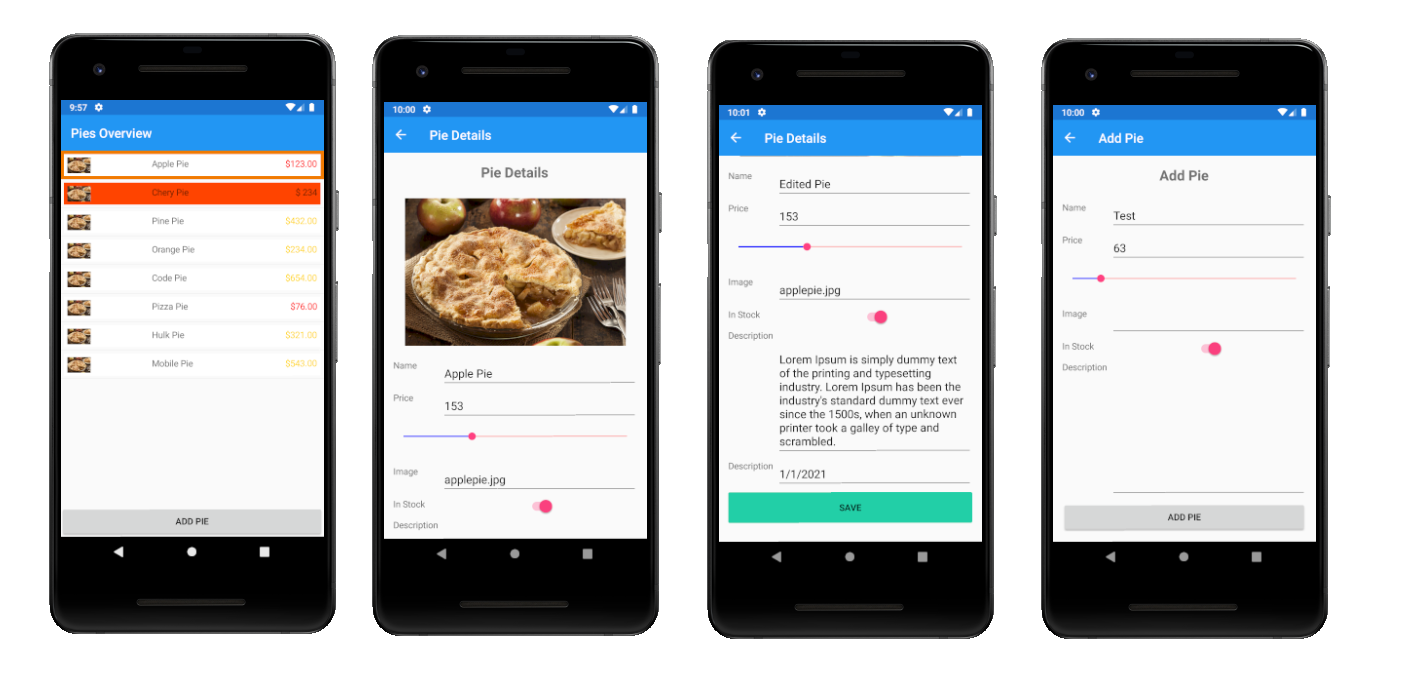 9:57
Pies Overview
Apple Pie $123.00
Chery Pie $ 234
Pine Pie $432.00
Orange Pie $234.00
Code Pie $654.00
Pizza Pie $76.00
Hulk Pie $321.00
Mobile Pie $543.00
ADD PIE
10:00
Pie Details
Pie Details
Name
Apple Pie
Price
153
Image
applepie.jpg
In Stock
Description
10:01
Pie Details
Name
Edited Pie
Price
153
Image
applepie.jpg
In Stock
Description
Lorem Ipsum is simply dummy text
of the printing and typesetting
industry. Lorem Ipsum has been the
industry's standard dummy text ever
since the 1500s, when an unknown
printer took a galley of type and
scrambled.
Description
1/1/2021
SAVE
10:00
Add Pie
Add Pie
Name
Test
Price
63
Image
In Stock
Description
ADD PIE